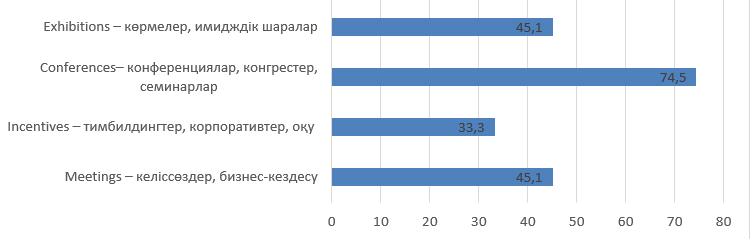 Exhibitions – көрмелер, имидждік шаралар
45,1
Conferences– конференциялар, конгрестер,
семинарлар
74,5
Incentives – тимбилдингтер, корпоративтер, оқу
33,3
Meetings – келіссөздер, бизнес-кездесу
45,1
0 10 20 30 40 50 60 70 80